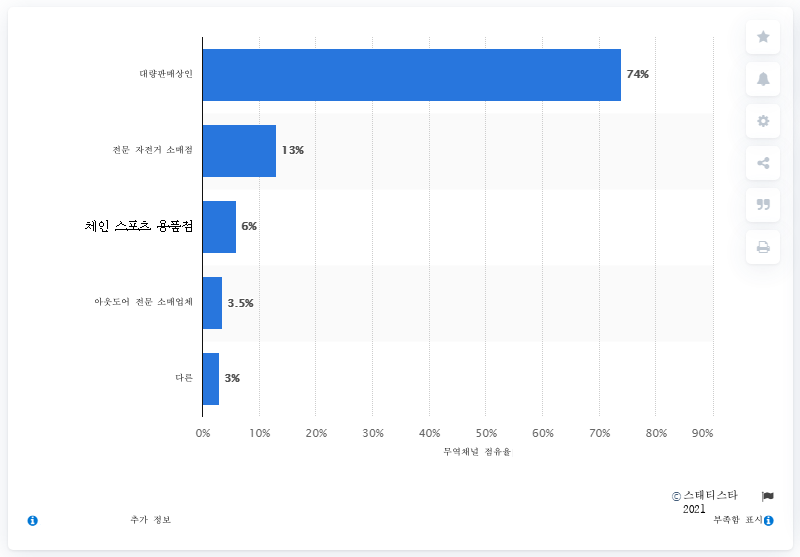 대량판매상인
74%
전문 자전거 소매점
13%
체인 스포츠 용품점
6%
아웃도어 전문 소매업체
3.5%
다른
3%
0% 10% 20% 30% 40% 50% 60% 70% 80% 90%
무역채널 점유율
© 스태티스타
2021
추가 정보
부족함 표시